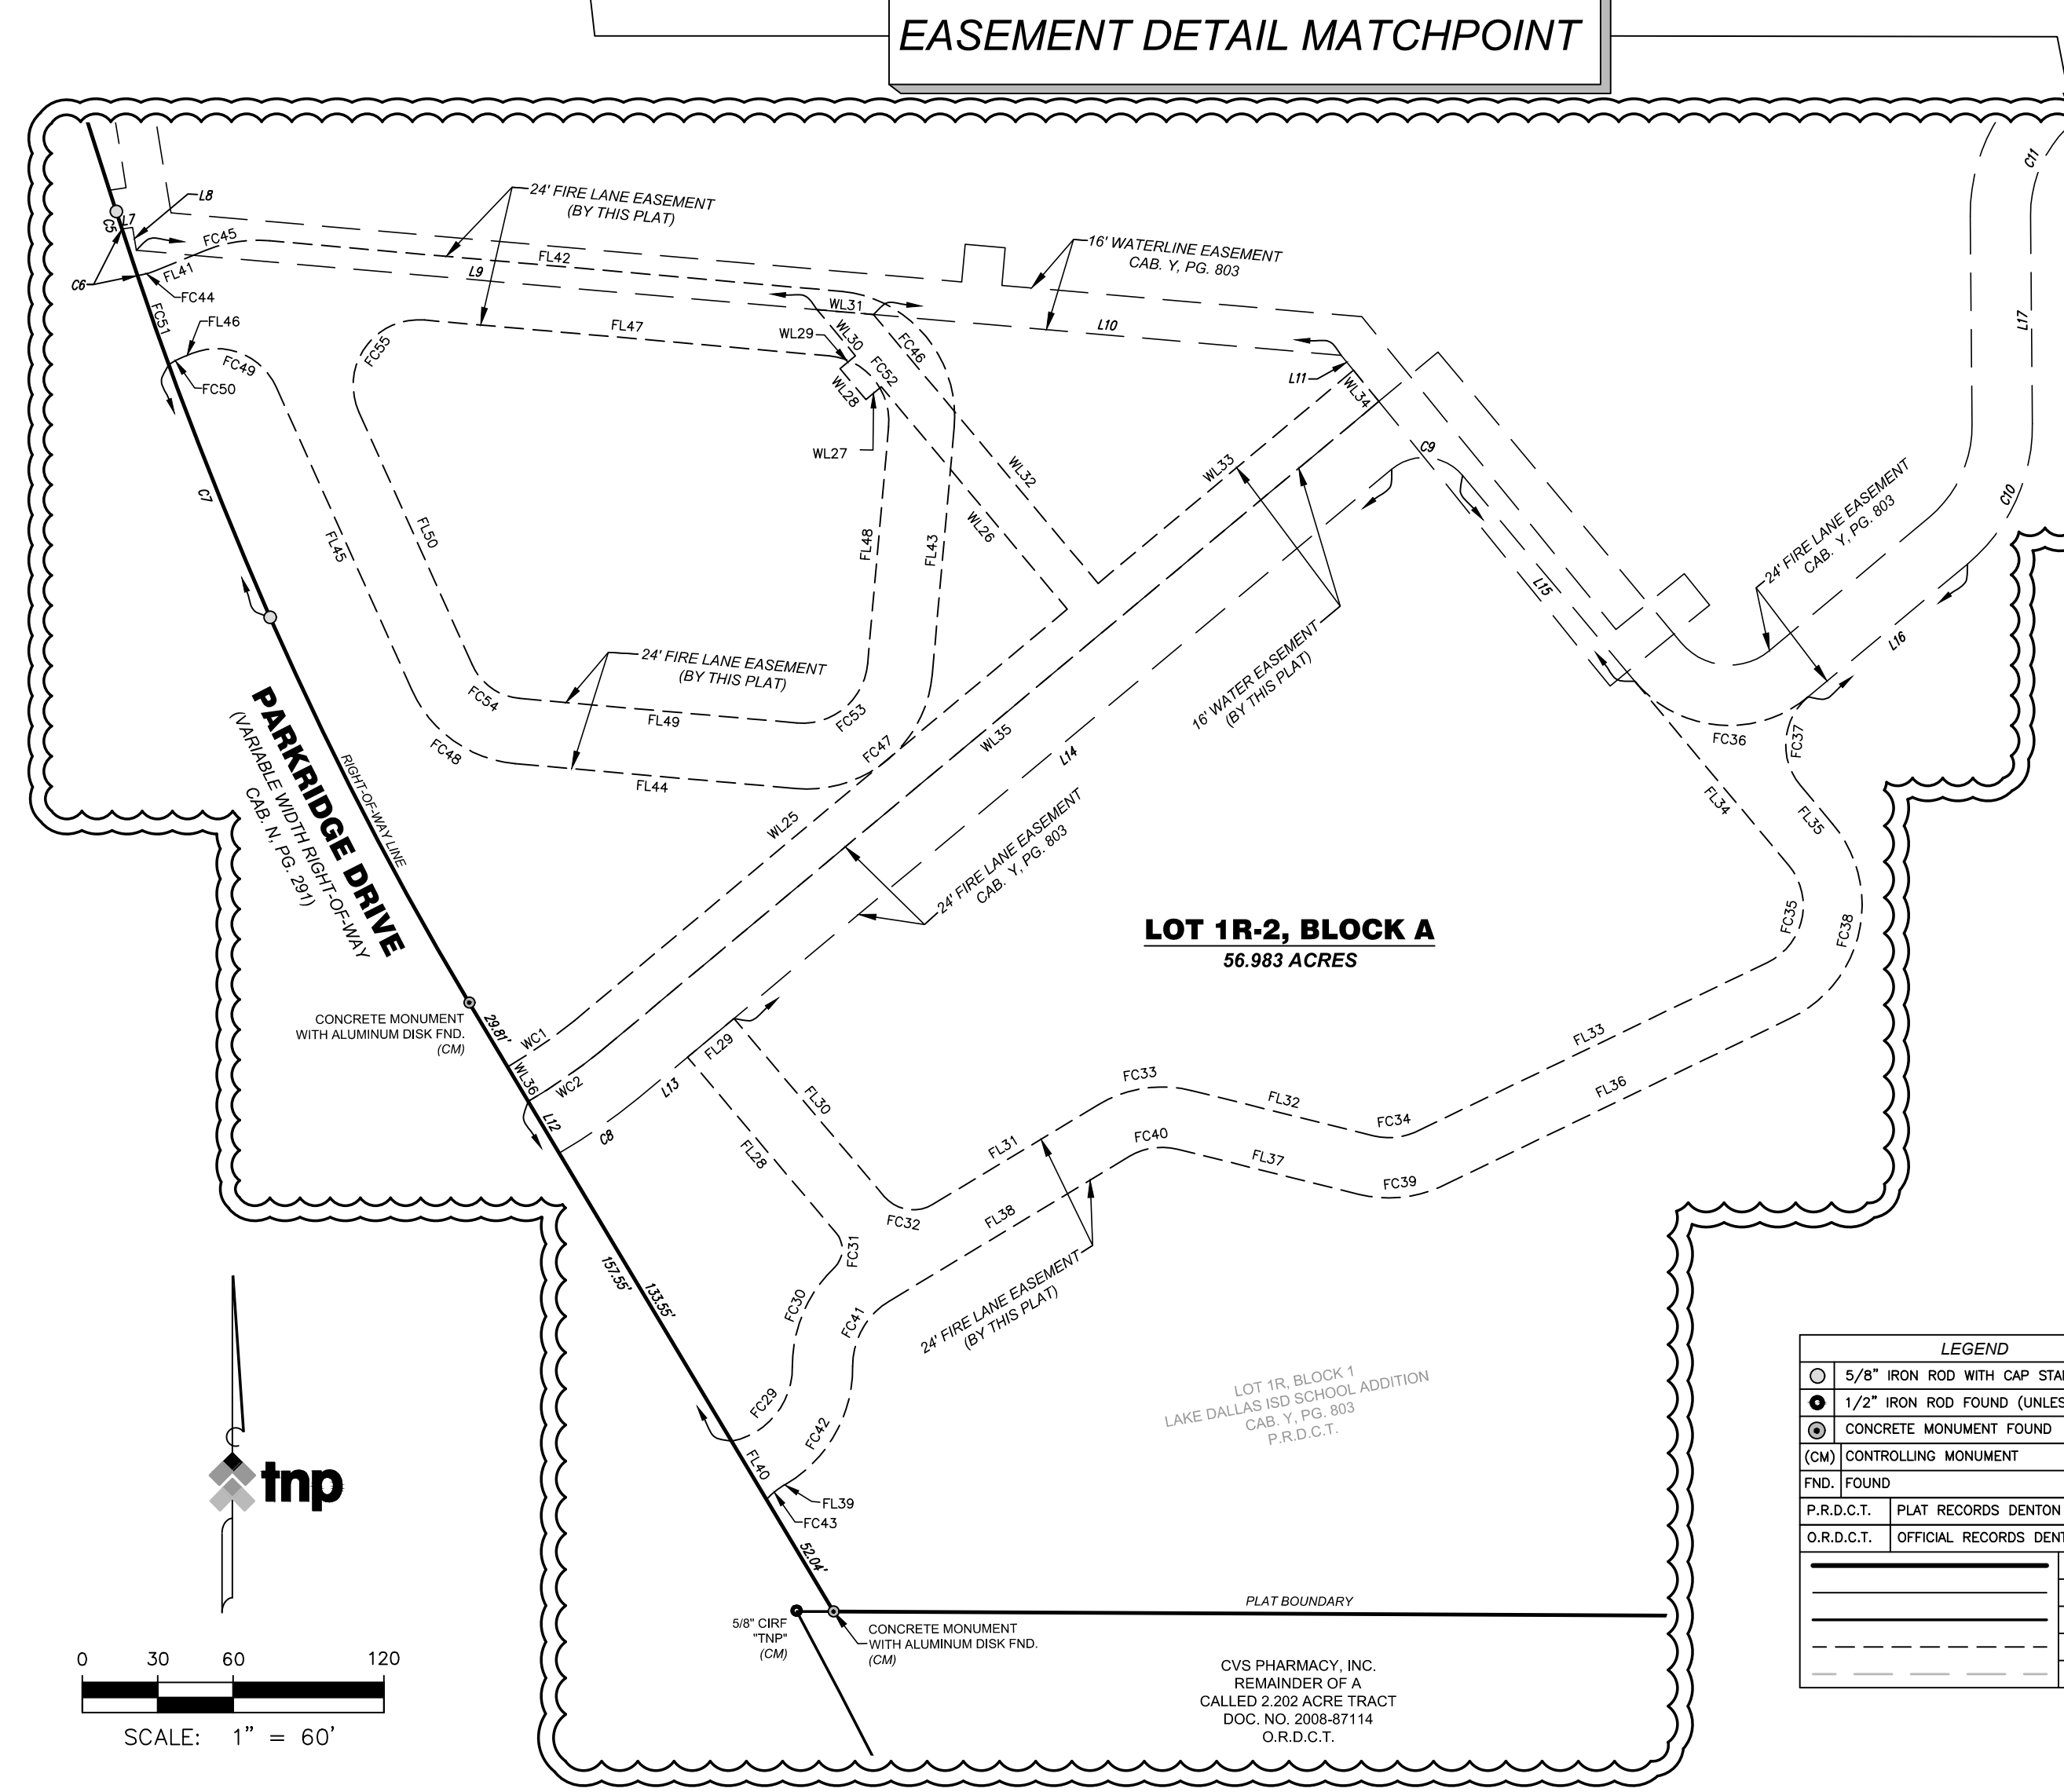 EASEMENT DETAIL MATCHPOINT
L8
L7
C5
FC45
C6
FL41
FC44
24' FIRE LANE EASEMENT
(BY THIS PLAT)
FL42
L9
16' WATERLINE EASEMENT
CAB. Y, PG. 803
C11
FC51
FL46
FC49
FC50
FC55
FL47
WL31
WL29
WL30
FC46
FC52
WL28
WL27
L10
L11
WL34
L17
C7
FL45
FL50
FL48
FL43
WL32
WL26
WL33
C9
C10
L15
24' FIRE LANE EASEMENT
CAB. Y, PG. 803
L16
16' WATER EASEMENT
(BY THIS PLAT)
24' FIRE LANE EASEMENT
(BY THIS PLAT)
FC54
FL49
FC53
FC48
FL44
FC47
WL35
L14
FC36
FC37
FL34
FL35
PARKRIDGE DRIVE
(VARIABLE WIDTH RIGHT-OF-WAY
CAB. N, PG. 291)
RIGHT-OF-WAY LINE
WL25
24' FIRE LANE EASEMENT
CAB. Y, PG. 803
LOT 1R-2, BLOCK A
56.983 ACRES
FC35
FC38
CONCRETE MONUMENT
WITH ALUMINUM DISK FND.
(CM)
29.81'
WC1
WL36
WC2
L12
C8
L13
FL29
FL30
FL28
FC33
FL32
FC34
FL33
FL36
FL31
FC40
FL37
FC39
FC32
FL38
FC31
FC30
FC41
24' FIRE LANE EASEMENT
(BY THIS PLAT)
157.55'
133.55'
FC29
FC42
FL40
FL39
FC43
52.04'
LOT 1R, BLOCK 1
LAKE DALLAS ISD SCHOOL ADDITION
CAB. Y, PG. 803
P.R.D.C.T.
tnp
5/8" CIRF
"TNP"
(CM)
CONCRETE MONUMENT
WITH ALUMINUM DISK FND.
(CM)
PLAT BOUNDARY
CVS PHARMACY, INC.
REMAINDER OF A
CALLED 2.202 ACRE TRACT
DOC. NO. 2008-87114
O.R.D.C.T.
0 30 60 120
SCALE: 1" = 60'
LEGEND
5/8" IRON ROD WITH CAP STA
1/2" IRON ROD FOUND (UNLES
CONCRETE MONUMENT FOUND
(CM) CONTROLLING MONUMENT
FND. FOUND
P.R.D.C.T. PLAT RECORDS DENTON
O.R.D.C.T. OFFICIAL RECORDS DENT